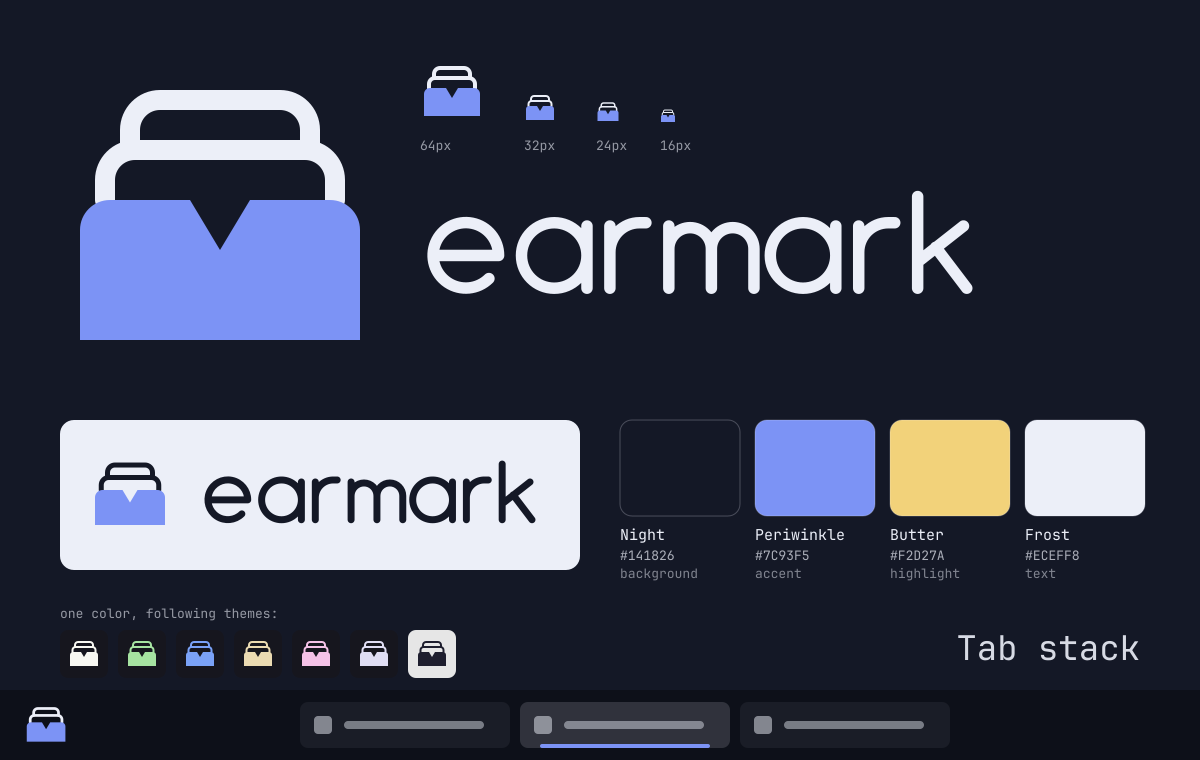 64px
32px
24px
16px
earmark
earmark
Night
#141826
background
Periwinkle
#7C93F5
accent
Butter
#F2D27A
highlight
Frost
#ECEFF8
text
one color, following themes:
Tab stack